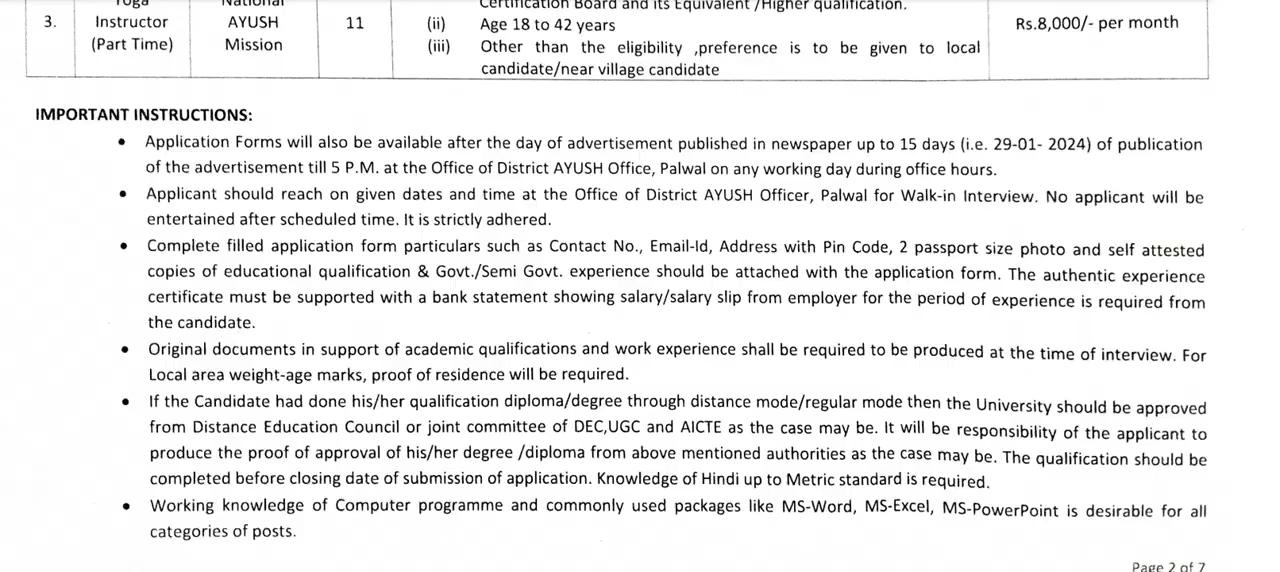 Yoga National Certification Board and its Equivalent /Higher qualification.
3. Instructor AYUSH 11 (ii) Age 18 to 42 years Rs.8,000/- per month
(Part Time) Mission (iii) Other than the eligibility ,preference is to be given to local
candidate/near village candidate
IMPORTANT INSTRUCTIONS:
• Application Forms will also be available after the day of advertisement published in newspaper up to 15 days (i.e. 29-01- 2024) of publication
of the advertisement till 5 P.M. at the Office of District AYUSH Office, Palwal on any working day during office hours.
• Applicant should reach on given dates and time at the Office of District AYUSH Officer, Palwal for Walk-in Interview. No applicant will be
entertained after scheduled time. It is strictly adhered.
• Complete filled application form particulars such as Contact No., Email-Id, Address with Pin Code, 2 passport size photo and self attested
copies of educational qualification & Govt./Semi Govt. experience should be attached with the application form. The authentic experience
certificate must be supported with a bank statement showing salary/salary slip from employer for the period of experience is required from
the candidate.
• Original documents in support of academic qualifications and work experience shall be required to be produced at the time of interview. For
Local area weight-age marks, proof of residence will be required.
• If the Candidate had done his/her qualification diploma/degree through distance mode/regular mode then the University should be approved
from Distance Education Council or joint committee of DEC,UGC and AICTE as the case may be. It will be responsibility of the applicant to
produce the proof of approval of his/her degree /diploma from above mentioned authorities as the case may be. The qualification should be
completed before closing date of submission of application. Knowledge of Hindi up to Metric standard is required.
• Working knowledge of Computer programme and commonly used packages like MS-Word, MS-Excel, MS-PowerPoint is desirable for all
categories of posts.
Page 2 of 7